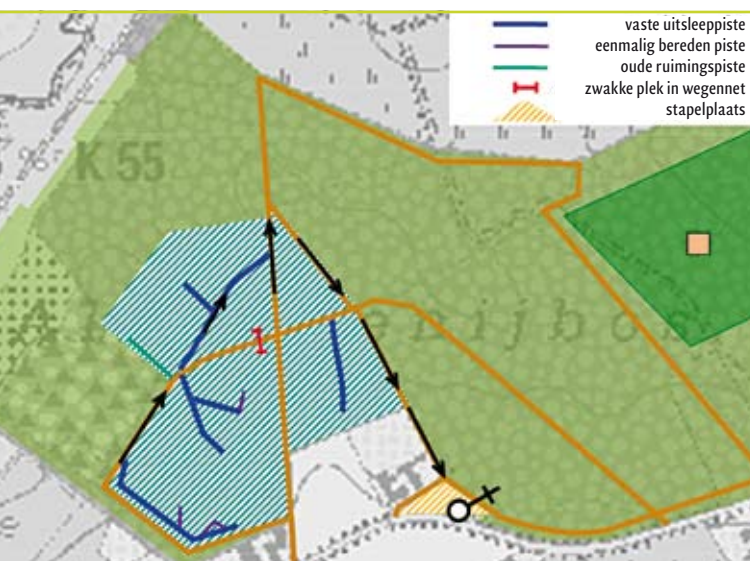 vaste uitsleeppiste
eenmalig bereden piste
oude ruimingspiste
zwakke plek in wegennet
stapelplaats
K 55